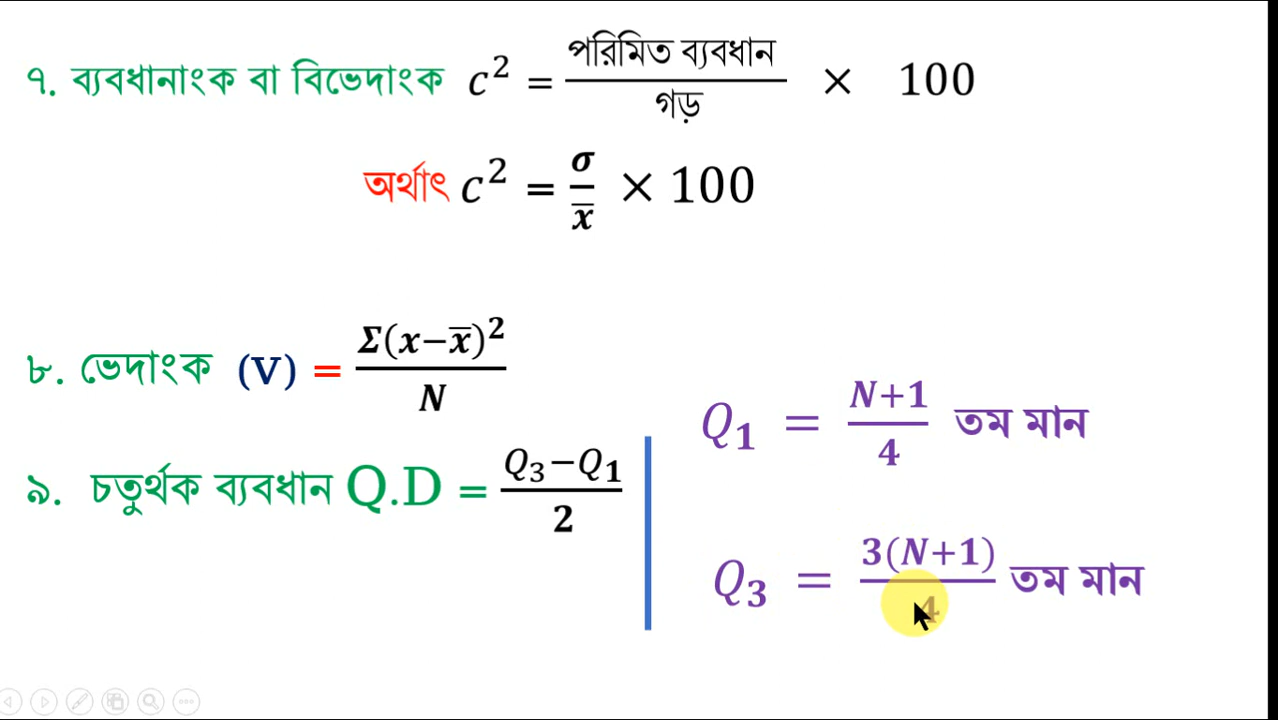 ৭. ব্যবধানাংক বা বিভেদাংক c² = পরিমিত ব্যবধান / গড় × 100
অর্থাৎ c² = σ / x̅ × 100
৮. ভেদাংক (V) = Σ(x−x̅)² / N
৯. চতুর্থক ব্যবধান Q.D = Q₃−Q₁ / 2
Q₁ = N+1 / 4 তম মান
Q₃ = 3(N+1) / 4 তম মান